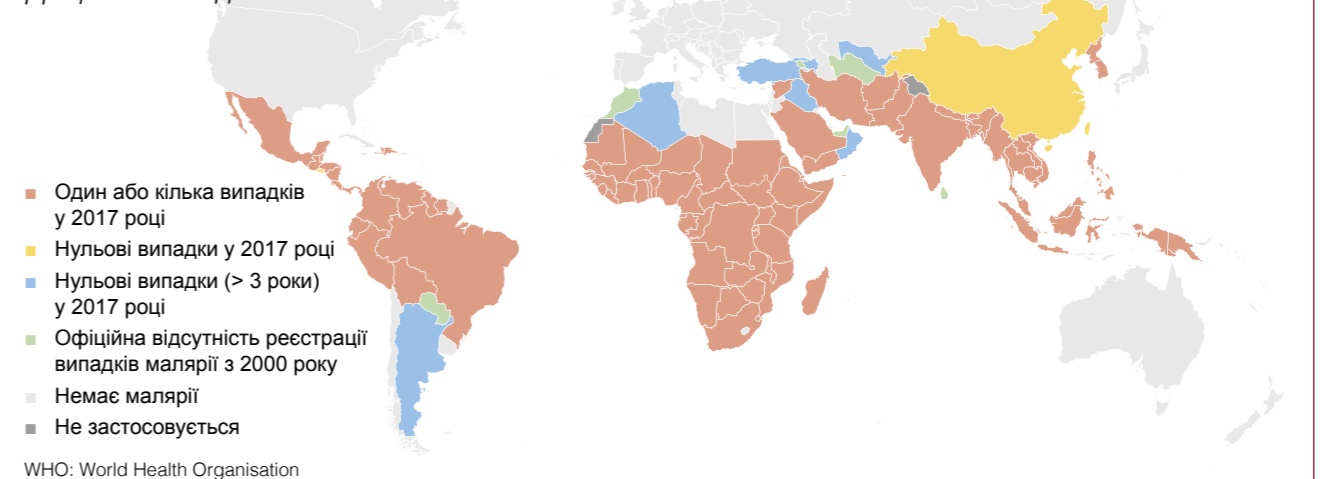 Один або кілька випадків
у 2017 році
Нульові випадки у 2017 році
Нульові випадки (> 3 роки)
у 2017 році
Офіційна відсутність реєстрації
випадків малярії з 2000 року
Немає малярії
Не застосовується
WHO: World Health Organisation